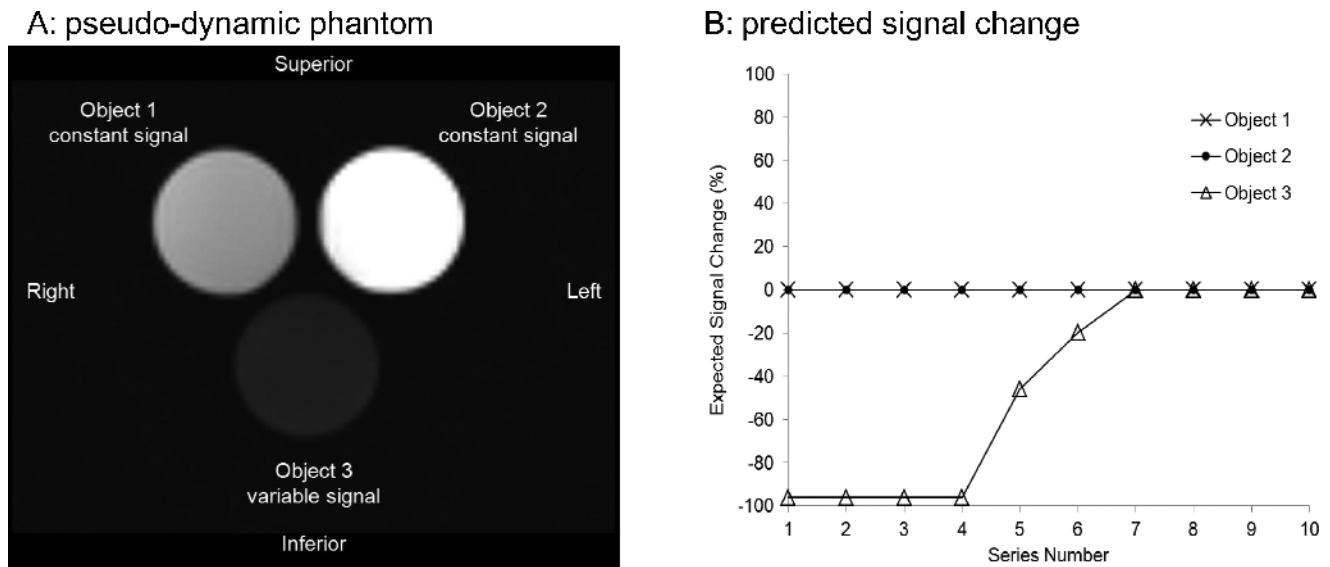 A: pseudo-dynamic phantom
Superior
Object 1
constant signal
Object 2
constant signal
Right
Left
Object 3
variable signal
Inferior
B: predicted signal change
Expected Signal Change (%)
100
80
60
40
20
0
-20
-40
-60
-80
-100
1 2 3 4 5 6 7 8 9 10
Series Number
Object 1
Object 2
Object 3